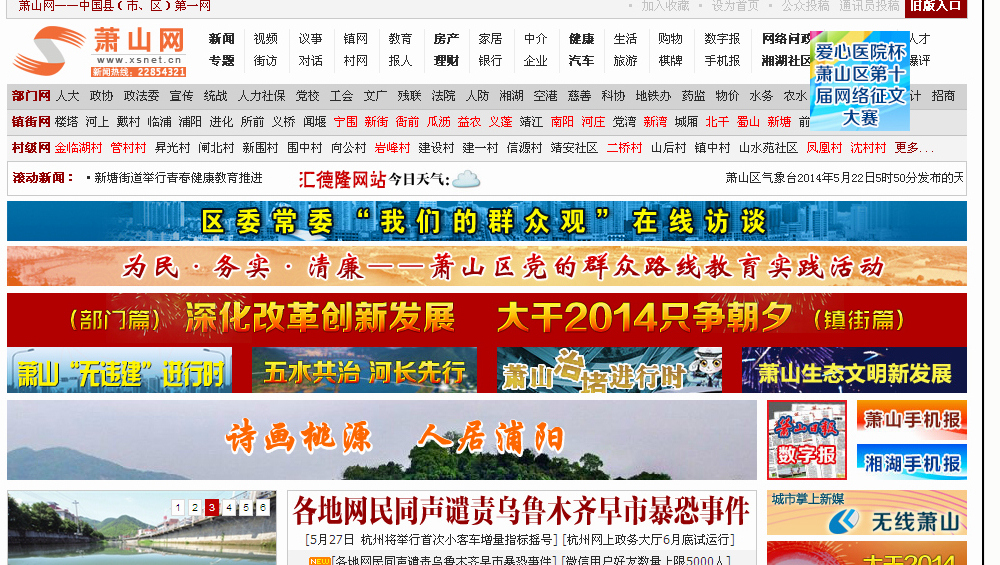 萧山网——中国县（市、区）第一网
· 加入收藏 · 设为首页 · 公众投稿 通讯员投稿 旧版入口
萧山网
www.xsnet.cn
新闻热线：22854321
新闻 视频 议事 镇网 教育 房产 家居 中介 健康 生活 购物 数字报 网络问政 人才
专题 街访 对话 村网 报人 理财 银行 企业 汽车 旅游 棋牌 手机报 湘湖社区
爱心医院杯
萧山区第十
届网络征文
大赛
部门网 人大 政协 政法委 宣传 统战 人力社保 党校 工会 文广 残联 法院 人防 湘湖 空港 慈善 科协 地铁办 药监 物价 水务 农水 招商
镇街网 楼塔 河上 戴村 临浦 浦阳 进化 所前 义桥 闻堰 宁围 新街 衙前 瓜沥 益农 义蓬 靖江 南阳 河庄 党湾 新湾 城厢 北干 蜀山 新塘 前
村级网 金临湖村 管村村 昇光村 闸北村 新围村 围中村 向公村 岩峰村 建设村 建一村 信源村 靖安社区 二桥村 山后村 镇中村 山水苑社区 凤凰村 沈村村 更多...
滚动新闻： ·新塘街道举行青春健康教育推进 汇德隆网站 今日天气: 萧山区气象台2014年5月22日5时50分发布的天
区委常委“我们的群众观”在线访谈
为民·务实·清廉——萧山区党的群众路线教育实践活动
（部门篇） 深化改革创新发展 大干2014只争朝夕 （镇街篇）
萧山“无违建”进行时 五水共治 河长先行 萧山治堵进行时 萧山生态文明新发展
诗画桃源 人居浦阳
萧山日报
数字报
萧山手机报
湘湖手机报
1 2 3 4 5 6
各地网民同声谴责乌鲁木齐早市暴恐事件
[5月27日 杭州将举行首次小客车增量指标摇号] [杭州网上政务大厅6月底试运行]
NEW [各地网民同声谴责乌鲁木齐早市暴恐事件] [微信用户好友数量上限5000人]
城市掌上新媒
无线萧山
大干2014